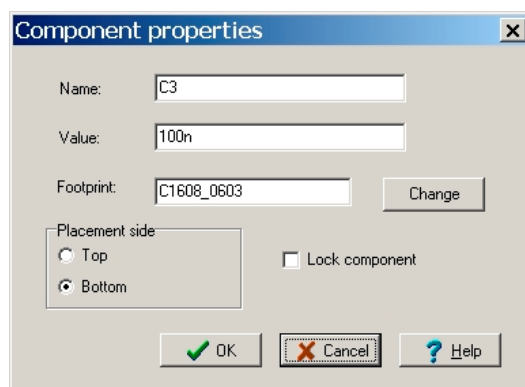 Component properties
Name: C3
Value: 100n
Footprint: C1608_0603 Change
Placement side
Top
Lock component
Bottom
OK Cancel Help